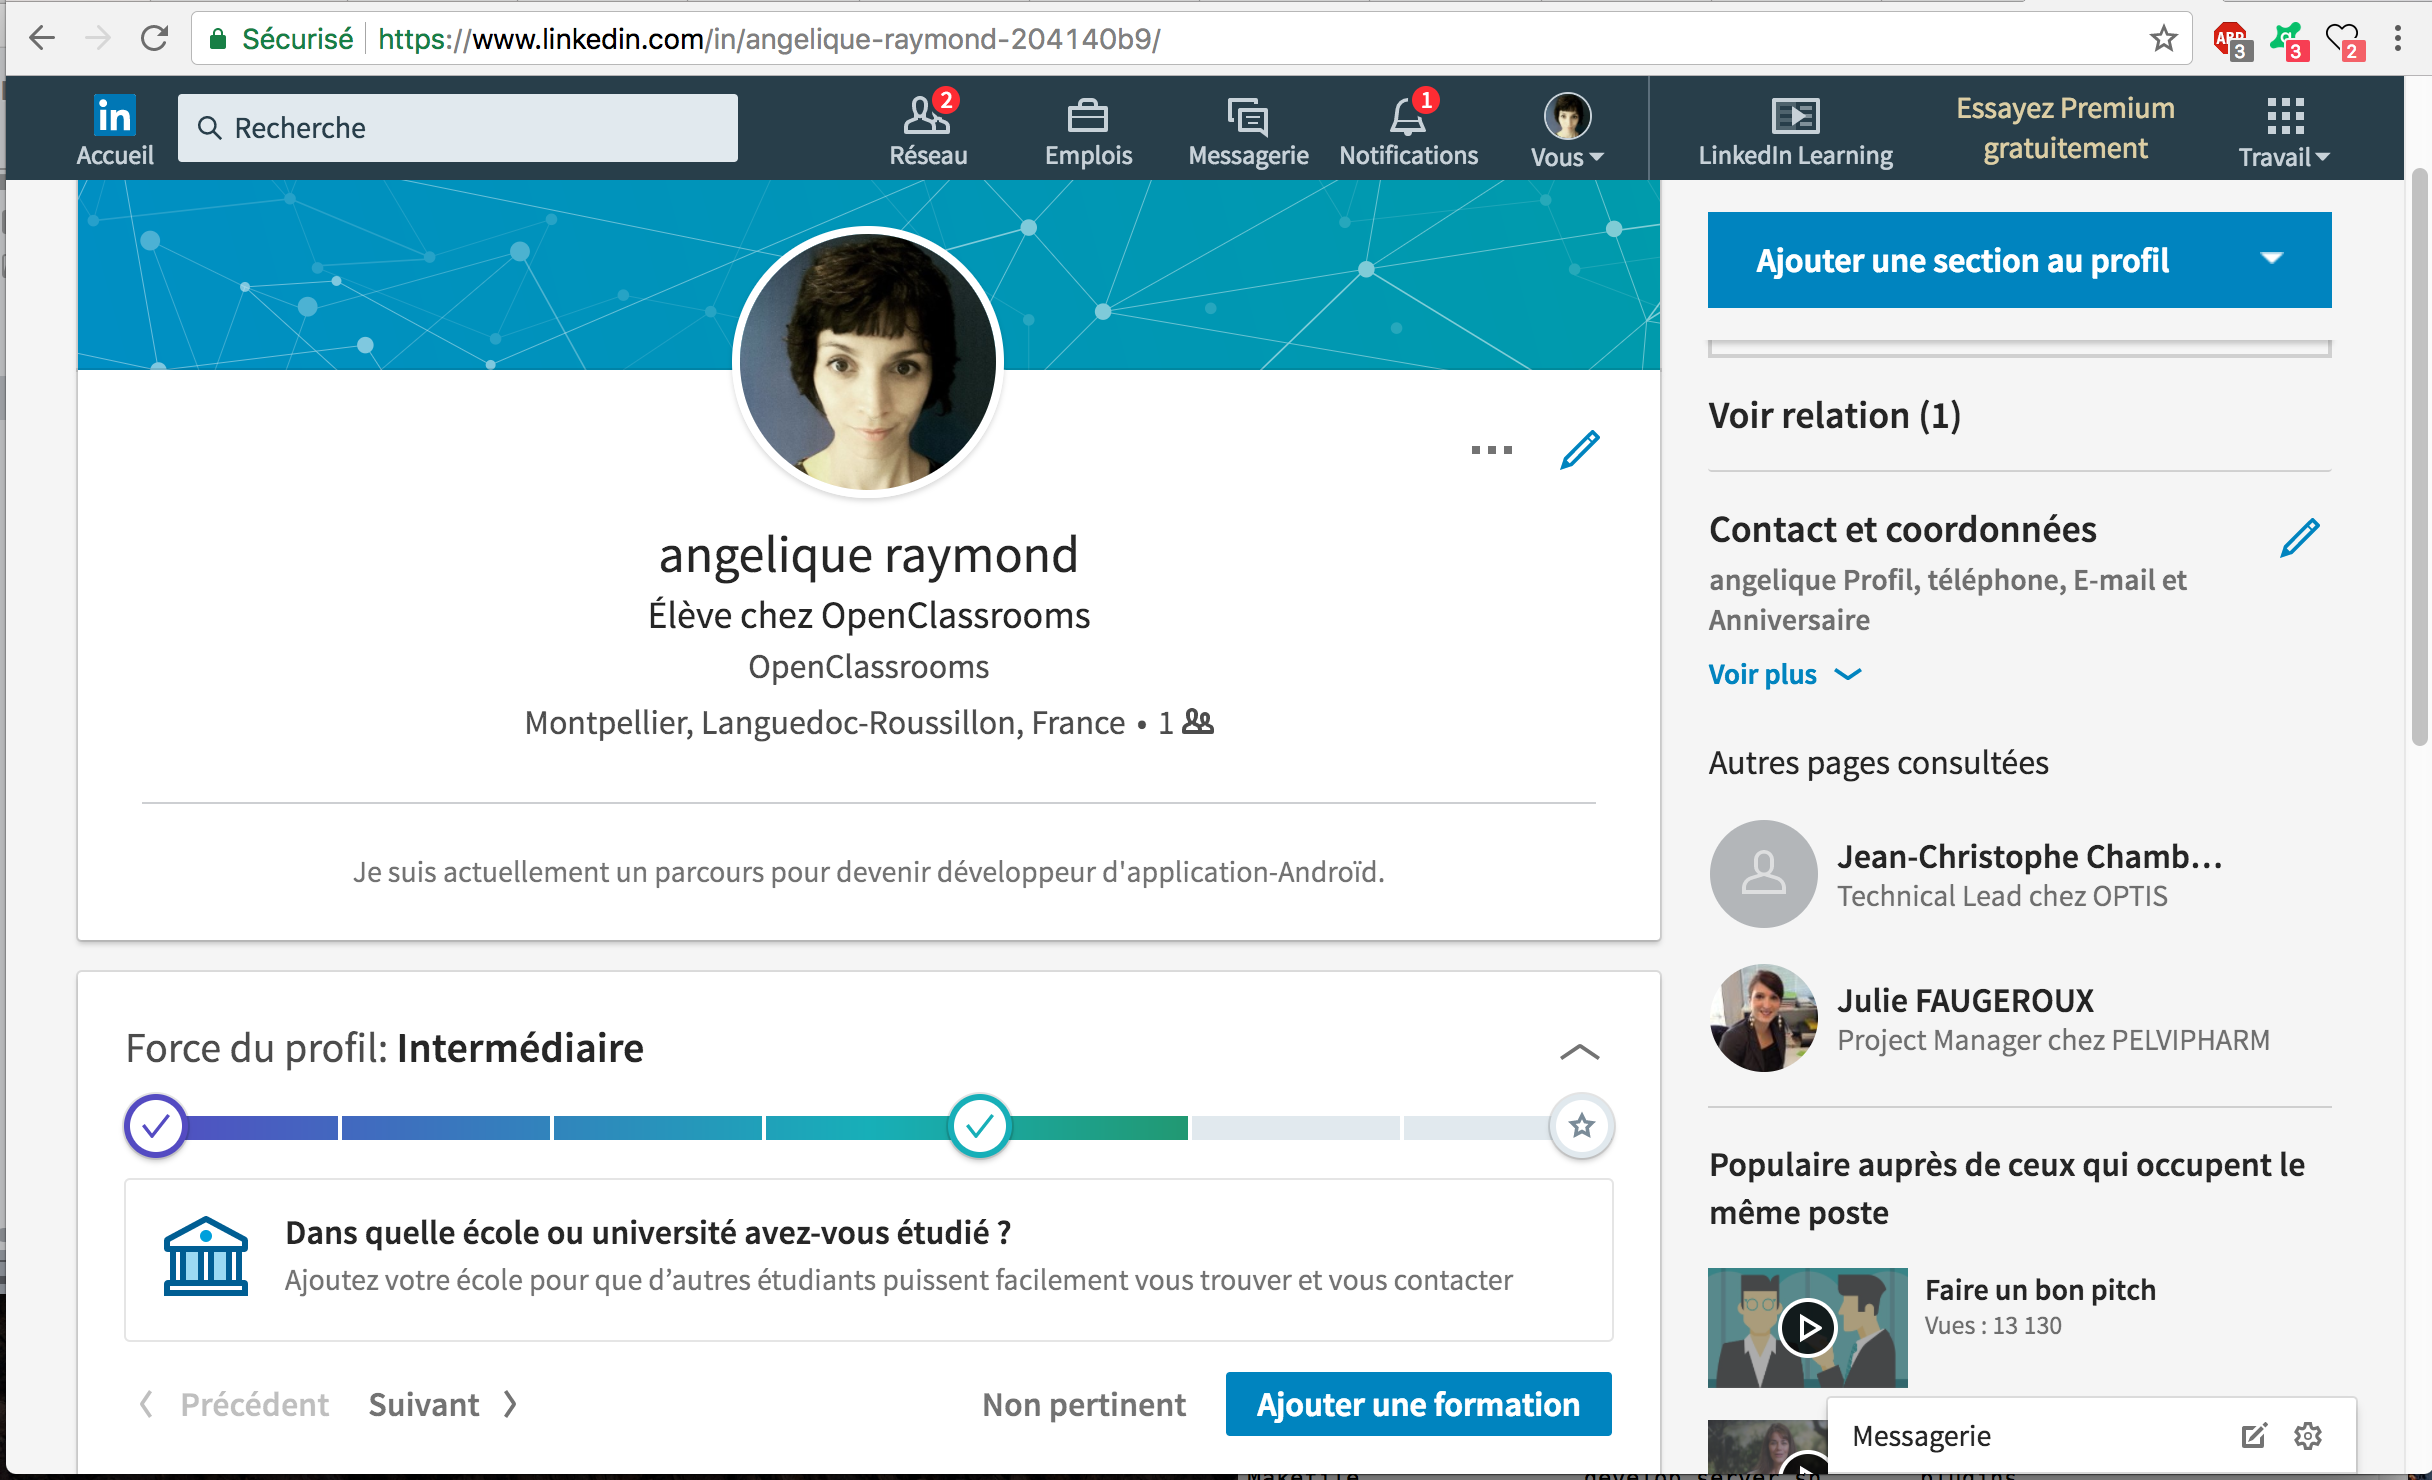 Sécurisé
https://www.linkedin.com/in/angelique-raymond-204140b9/
ABP
3
3
2
in
Accueil
Recherche
2
Réseau
Emplois
Messagerie
1
Notifications
Vous
LinkedIn Learning
Essayez Premium
gratuitement
Travail
angelique raymond
Élève chez OpenClassrooms
OpenClassrooms
Montpellier, Languedoc-Roussillon, France • 1
Je suis actuellement un parcours pour devenir développeur d'application-Androïd.
Force du profil: Intermédiaire
Dans quelle école ou université avez-vous étudié ?
Ajoutez votre école pour que d’autres étudiants puissent facilement vous trouver et vous contacter
Précédent
Suivant
Non pertinent
Ajouter une formation
Ajouter une section au profil
Voir relation (1)
Contact et coordonnées
angelique Profil, téléphone, E-mail et
Anniversaire
Voir plus
Autres pages consultées
Jean-Christophe Chamb…
Technical Lead chez OPTIS
Julie FAUGEROUX
Project Manager chez PELVIPHARM
Populaire auprès de ceux qui occupent le
même poste
Faire un bon pitch
Vues : 13 130
Messagerie